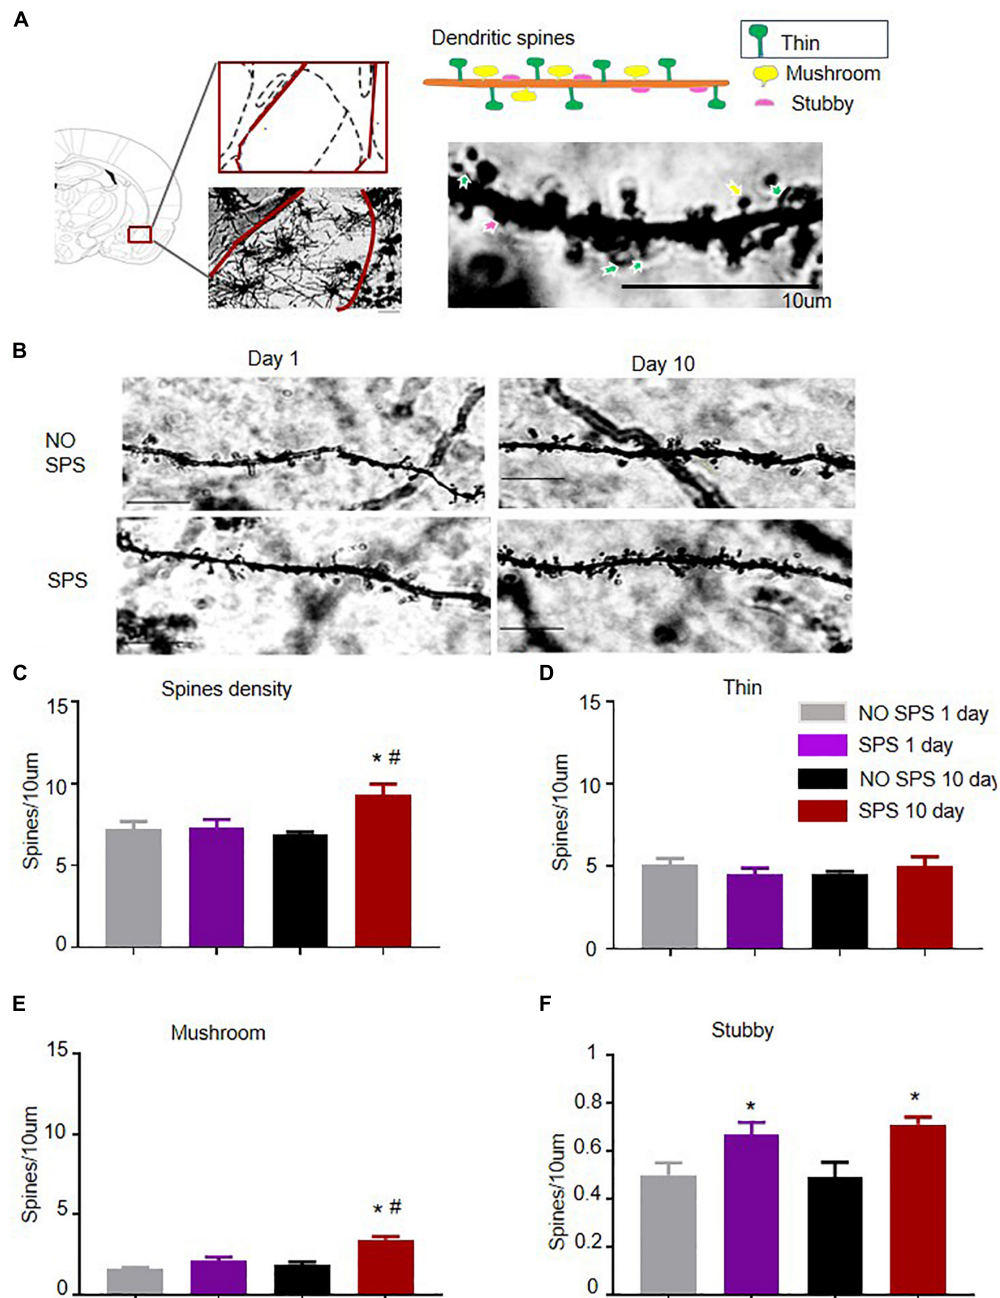 A
Dendritic spines
Thin
Mushroom
Stubby
10um
B
Day 1
Day 10
NO
SPS
SPS
C
Spines density
15
10
5
0
Spines/10um
* #
D
Thin
15
10
5
0
Spines/10um
NO SPS 1 day
SPS 1 day
NO SPS 10 day
SPS 10 day
E
Mushroom
15
10
5
0
Spines/10um
* #
F
Stubby
1
0.8
0.6
0.4
0.2
0
Spines/10um
*
*